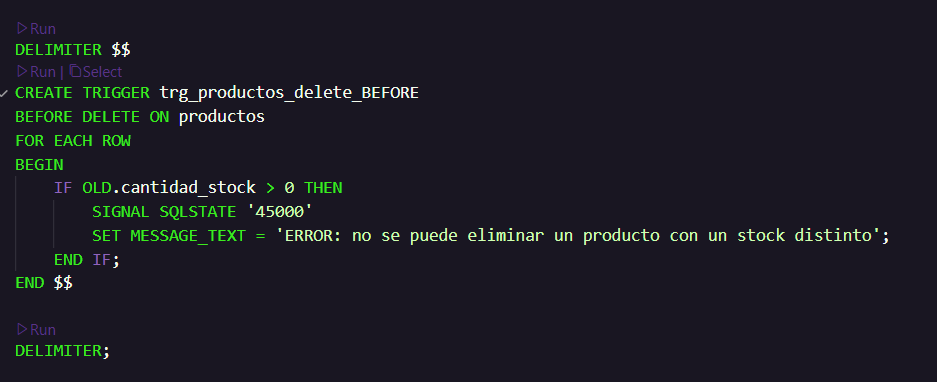 Run
DELIMITER $$
Run | Select
CREATE TRIGGER trg_productos_delete_BEFORE
BEFORE DELETE ON productos
FOR EACH ROW
BEGIN
    IF OLD.cantidad_stock > 0 THEN
        SIGNAL SQLSTATE '45000'
        SET MESSAGE_TEXT = 'ERROR: no se puede eliminar un producto con un stock distinto';
    END IF;
END $$
Run
DELIMITER;